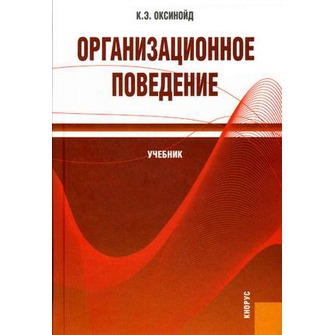 К.Э. ОКСИНОЙД
ОРГАНИЗАЦИОННОЕ
ПОВЕДЕНИЕ
УЧЕБНИК
КНОРУС